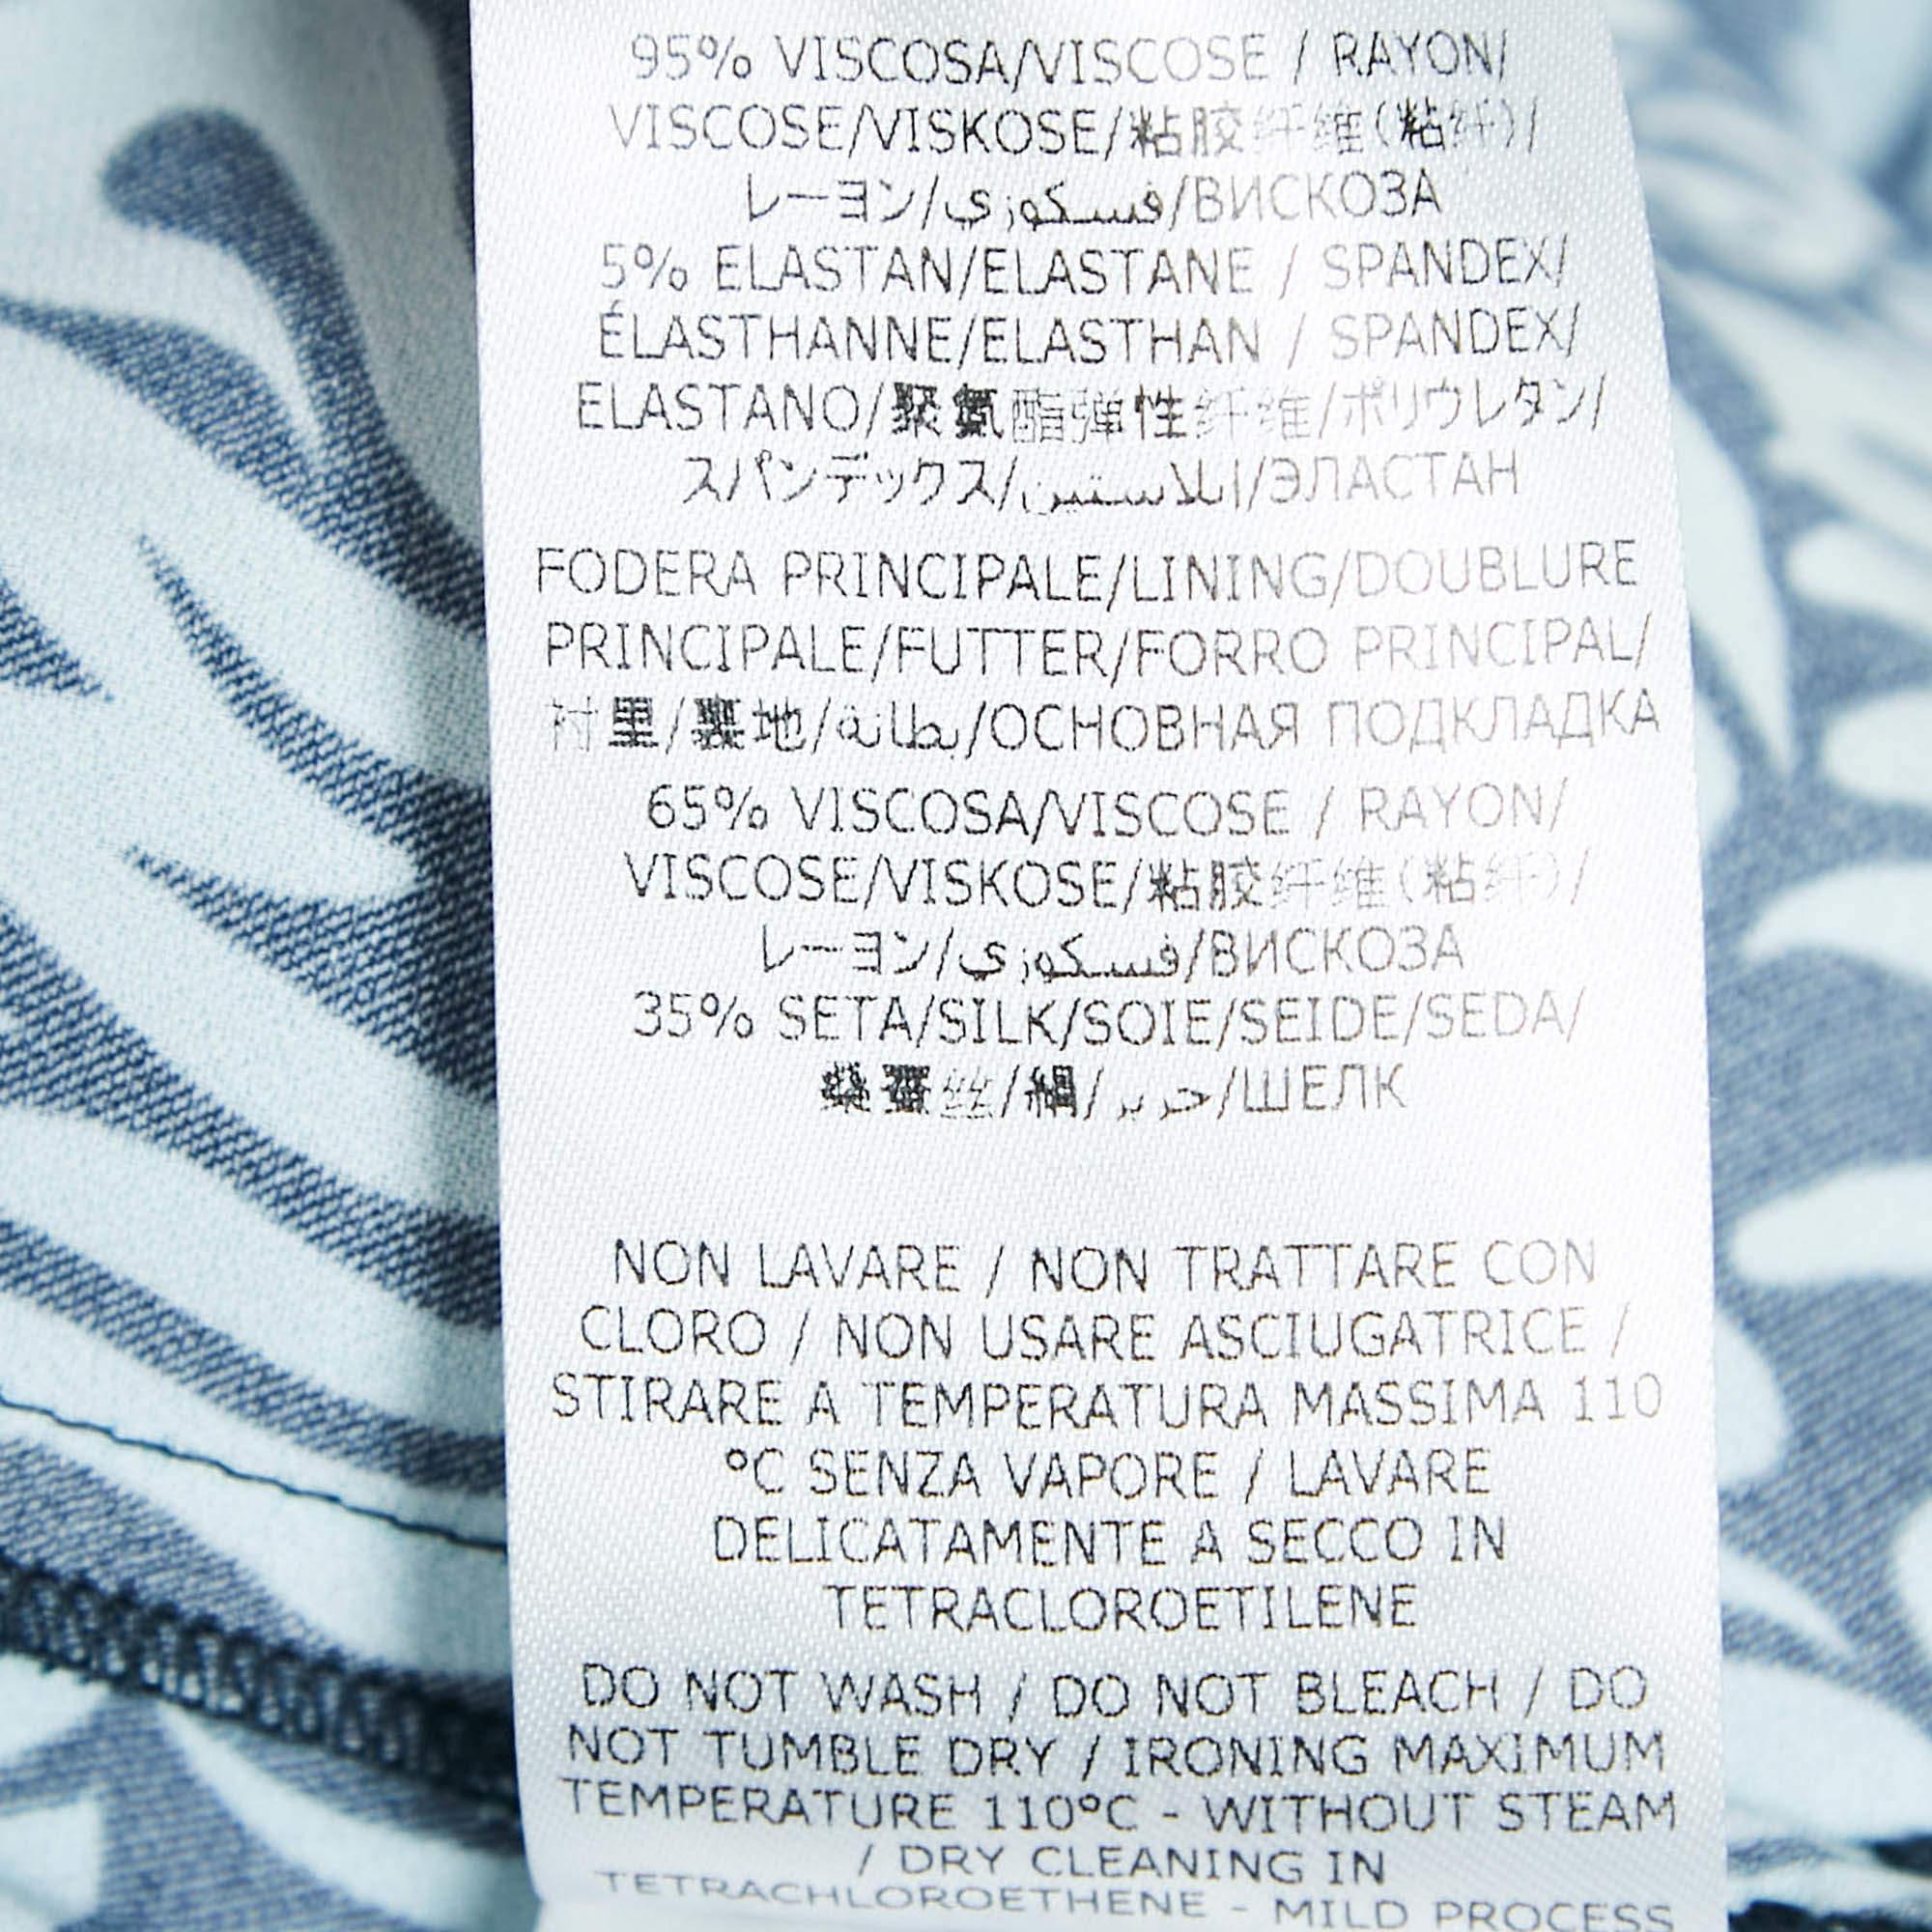 95% VISCOSA/VISCOSE / RAYON/
VISCOSE/VISKOSE/粘胶纤维(粘纤)/
レーヨン/فسكوزي/ВИСКОЗА
5% ELASTAN/ELASTANE / SPANDEX/
ÉLASTHANNE/ELASTHAN / SPANDEX/
ELASTANO/聚氨酯弹性纤维/ポリウレタン/
スパンデックス/ايلاستين/ЭЛАСТАН
FODERA PRINCIPALE/LINING/DOUBLURE
PRINCIPALE/FUTTER/FORRO PRINCIPAL/
衬里/裏地/بطانة/ОСНОВНАЯ ПОДКЛАДКА
65% VISCOSA/VISCOSE / RAYON/
VISCOSE/VISKOSE/粘胶纤维(粘纤)/
レーヨン/فسكوزي/ВИСКОЗА
35% SETA/SILK/SOIE/SEIDE/SEDA/
桑蚕丝/絹/حرير/ШЕЛК
NON LAVARE / NON TRATTARE CON
CLORO / NON USARE ASCIUGATRICE /
STIRARE A TEMPERATURA MASSIMA 110
°C SENZA VAPORE / LAVARE
DELICATAMENTE A SECCO IN
TETRACLOROETILENE
DO NOT WASH / DO NOT BLEACH / DO
NOT TUMBLE DRY / IRONING MAXIMUM
TEMPERATURE 110°C - WITHOUT STEAM
/ DRY CLEANING IN
TETRACHLOROETHENE - MILD PROCESS